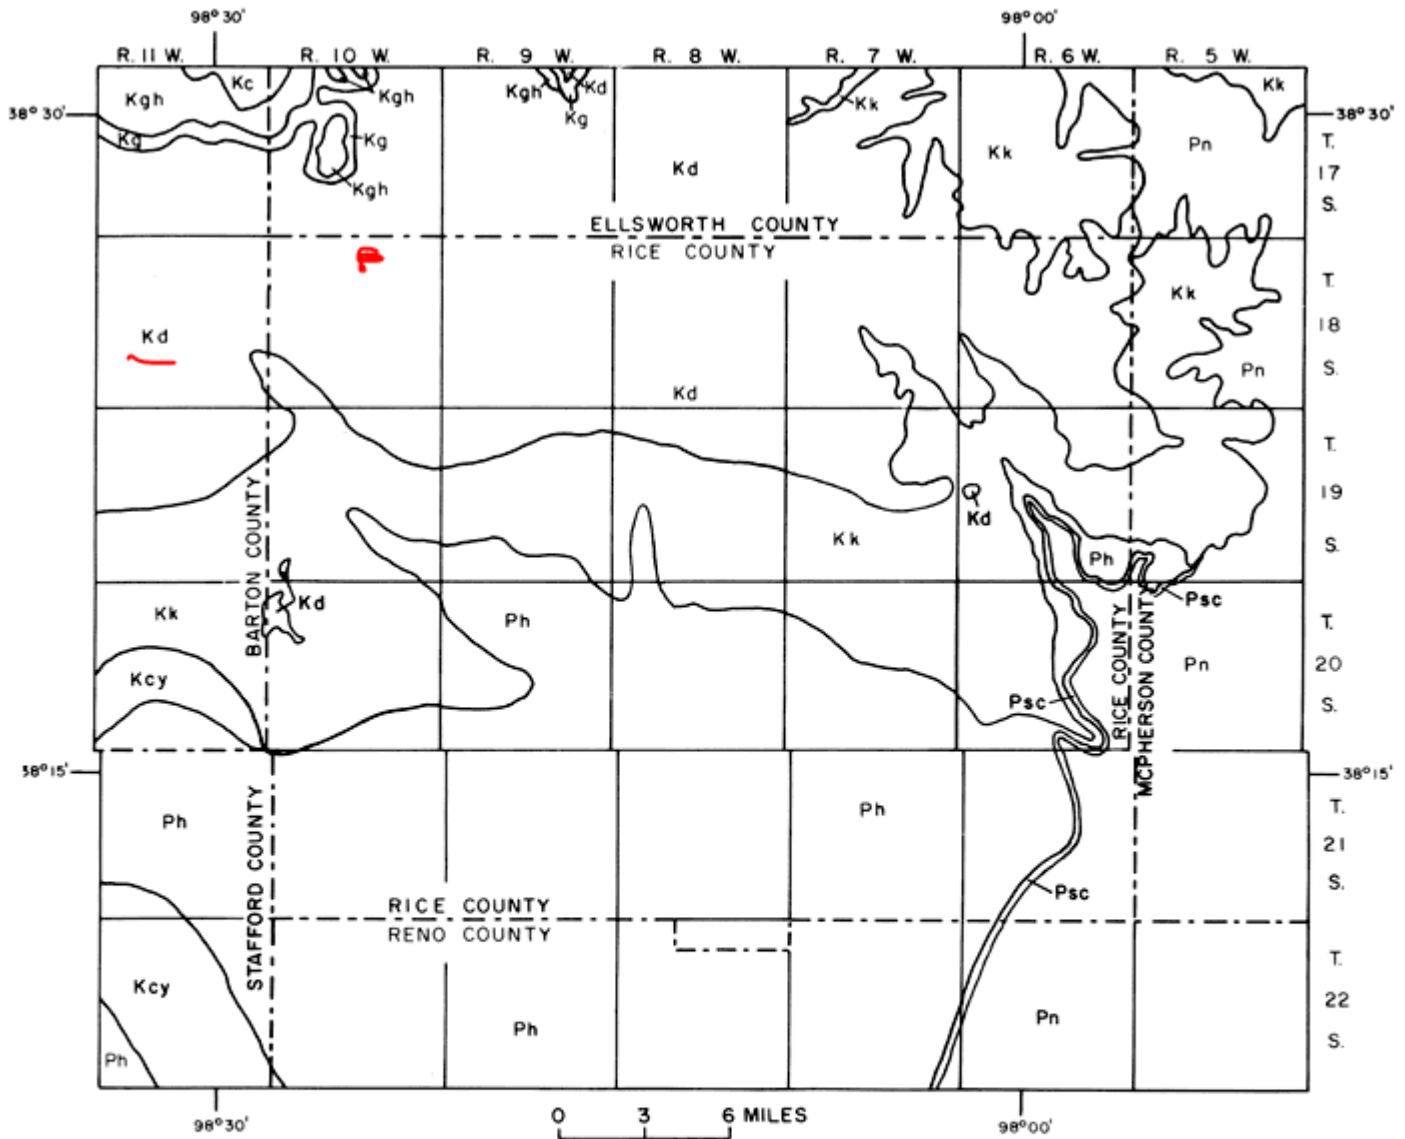 98°30' 98°00'
R. 11 W. R. 10 W. R. 9 W. R. 8 W. R. 7 W. R. 6 W. R. 5 W.
Kc Kgh Kd Kk
Kgh Kgh Kk
38°30' Kg 38°30'
Kg Kg T.
Kk Pn
Kd 17
Kgh
S.
ELLSWORTH COUNTY
RICE COUNTY
T.
Kk
Kd 18
S.
Pn
Kd
T.
19
Kd
Kk
S.
Ph
Psc
Kd
Kk Ph T.
BARTON COUNTY
Pn 20
Kcy
Psc S.
RICE COUNTY
MCPHERSON COUNTY
38°15' 38°15'
T.
Ph Ph
21
STAFFORD COUNTY
S.
Psc
RICE COUNTY
RENO COUNTY
T.
Kcy
22
Ph Pn
S.
Ph
98°30' 0 3 6 MILES 98°00'